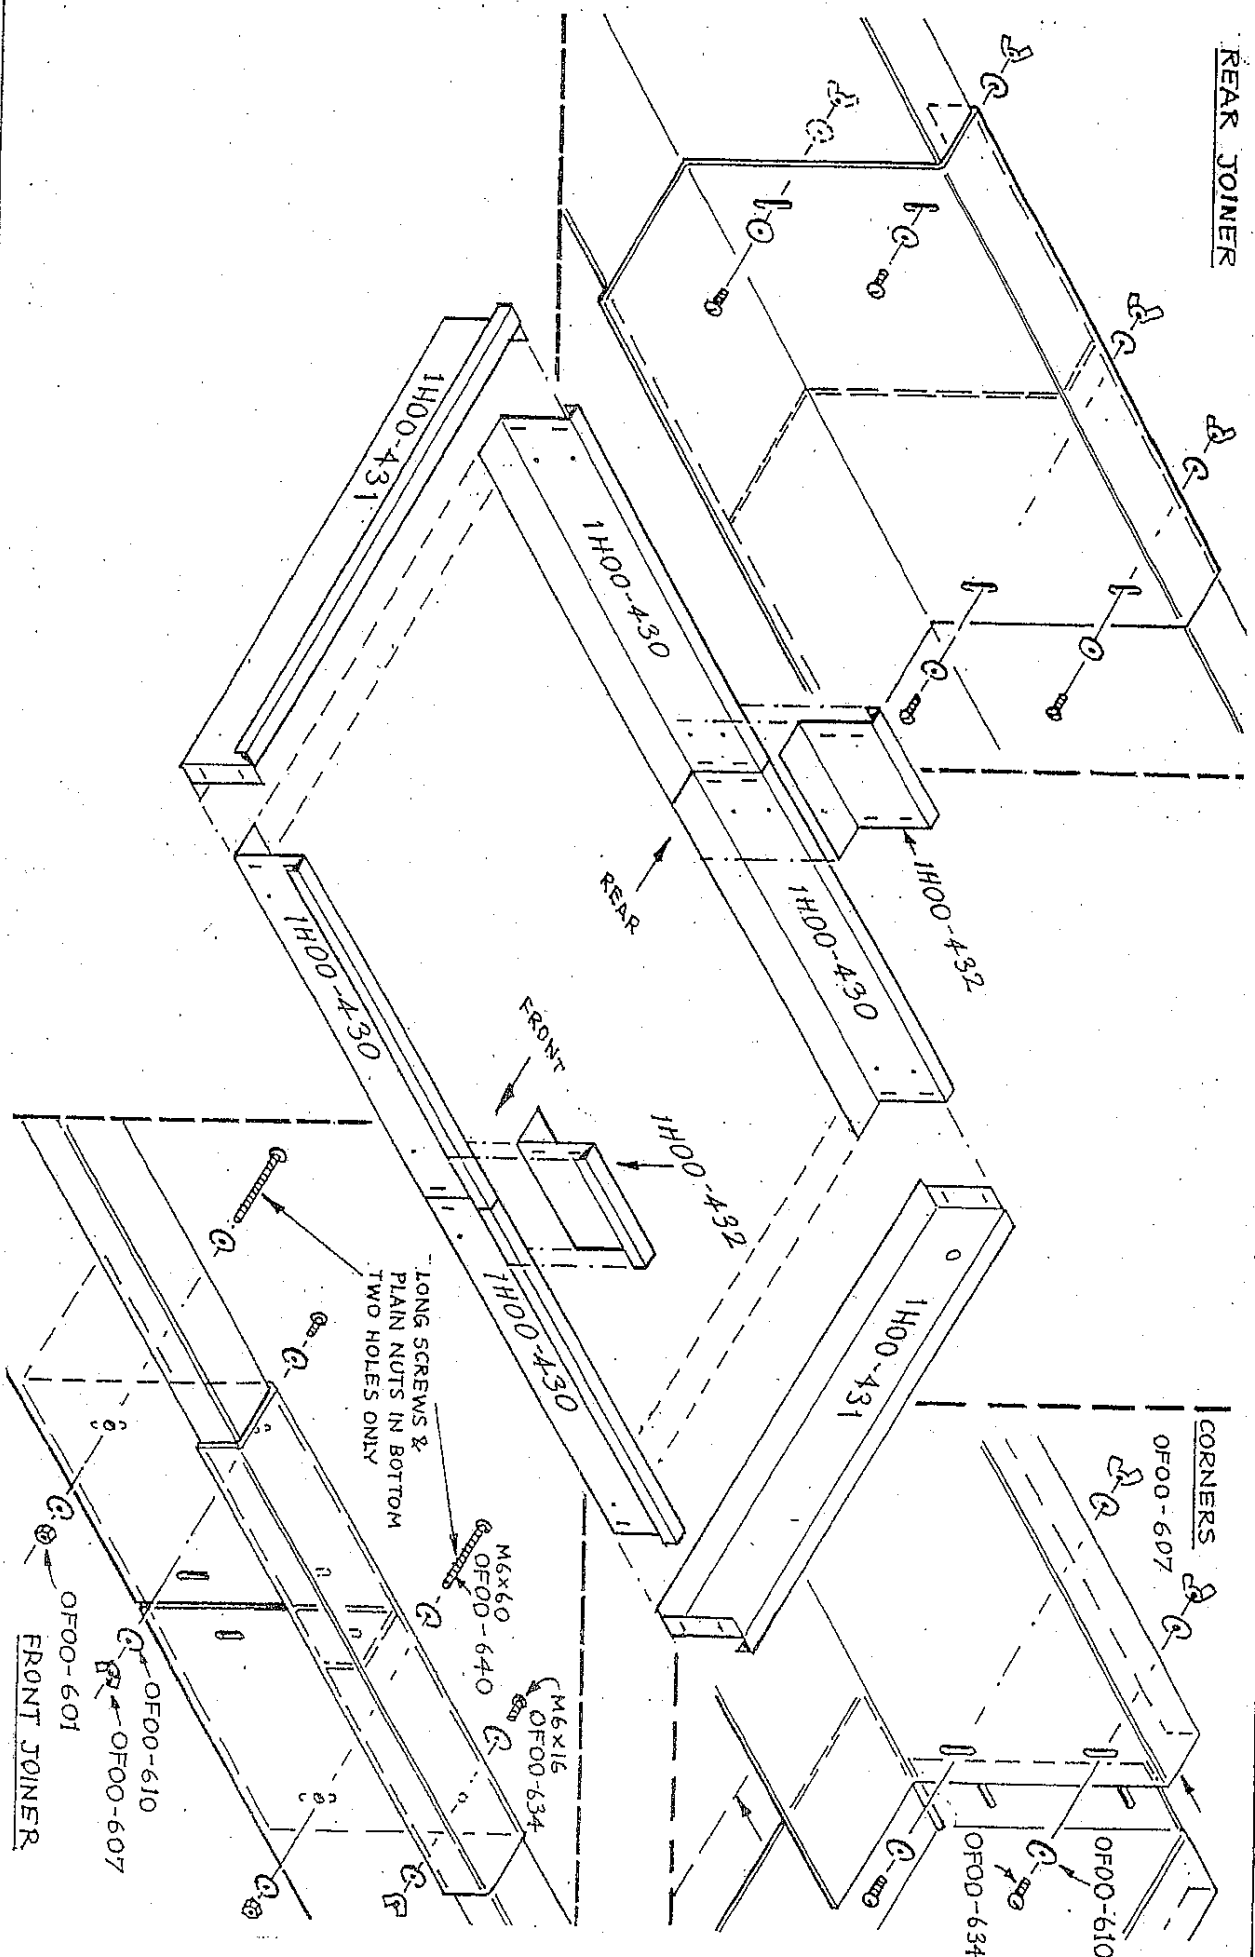 REAR JOINER
1H00-431
1H00-430
1H00-432
REAR
1H00-430
1H00-430
FRONT
1H00-432
1H00-430
1H00-431
LONG SCREWS &
PLAIN NUTS IN BOTTOM
TWO HOLES ONLY
CORNERS
OF00-607
OF00-610
OF00-634
M6x60
OF00-640
M6x16
OF00-634
OF00-601
OF00-610
OF00-607
FRONT JOINER